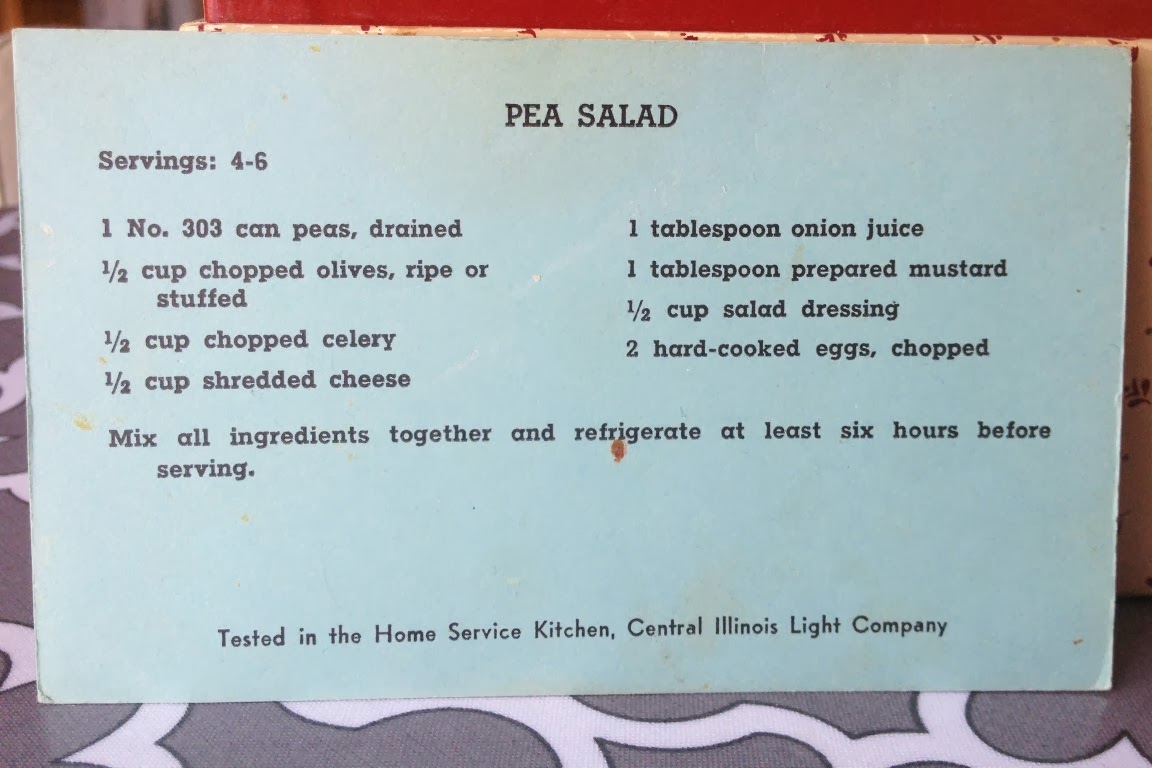 PEA SALAD
Servings: 4-6
1 No. 303 can peas, drained
½ cup chopped olives, ripe or
stuffed
½ cup chopped celery
½ cup shredded cheese
1 tablespoon onion juice
1 tablespoon prepared mustard
½ cup salad dressing
2 hard-cooked eggs, chopped
Mix all ingredients together and refrigerate at least six hours before
serving.
Tested in the Home Service Kitchen, Central Illinois Light Company